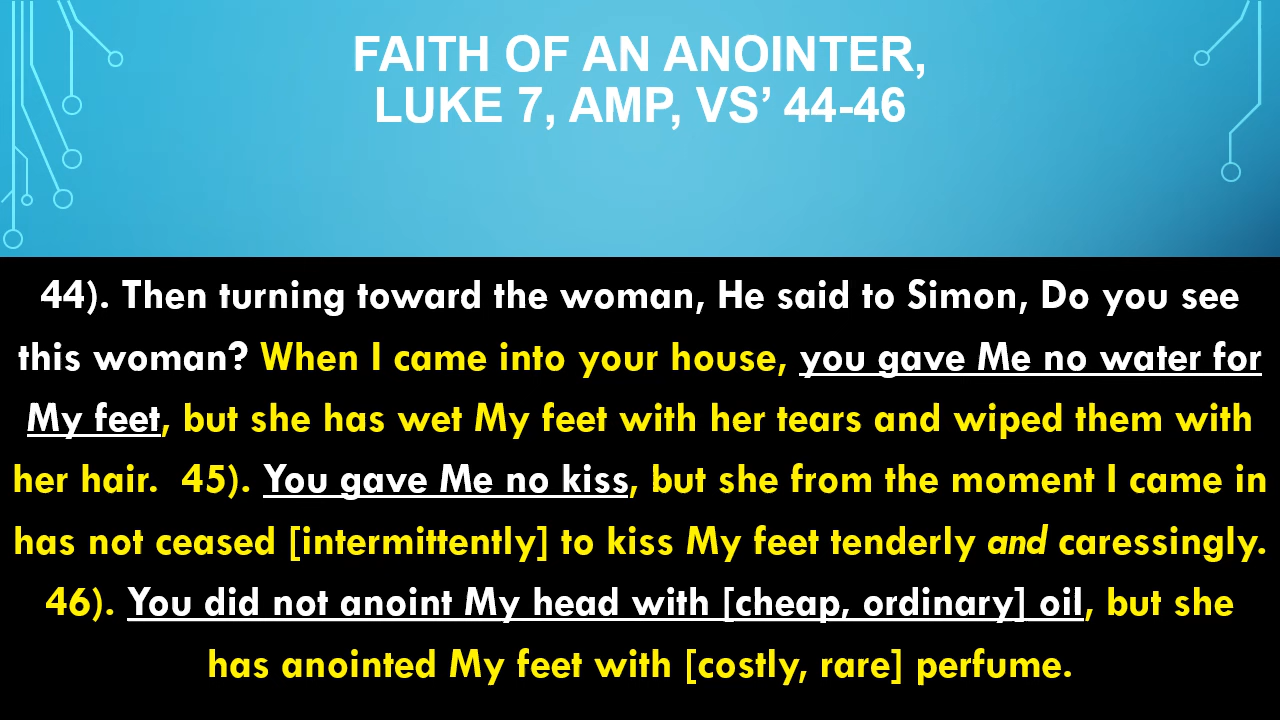 FAITH OF AN ANOINTER,
LUKE 7, AMP, VS’ 44-46
44). Then turning toward the woman, He said to Simon, Do you see
this woman? When I came into your house, you gave Me no water for
My feet, but she has wet My feet with her tears and wiped them with
her hair.  45). You gave Me no kiss, but she from the moment I came in
has not ceased [intermittently] to kiss My feet tenderly and caressingly.
46). You did not anoint My head with [cheap, ordinary] oil, but she
has anointed My feet with [costly, rare] perfume.